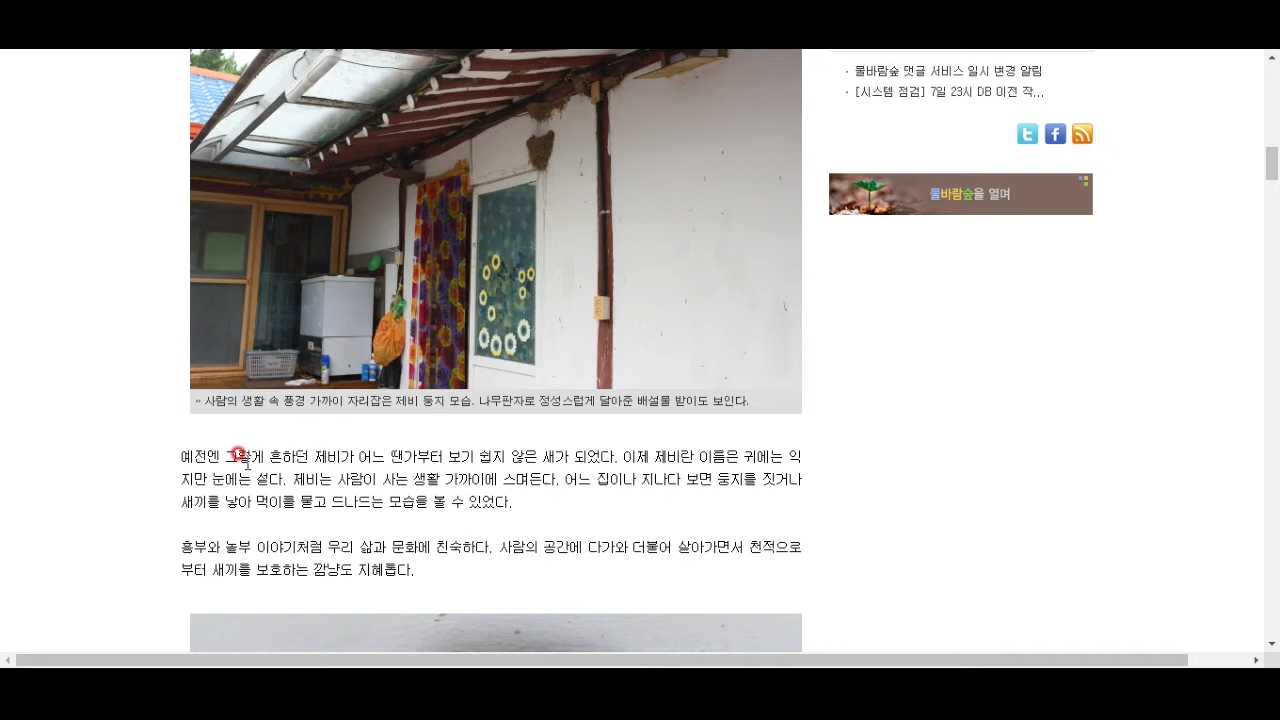 · 물바람숲 댓글 서비스 일시 변경 알림
· [시스템 점검] 7일 23시 DB 이전 작...
물바람숲을 열며
» 사람의 생활 속 풍경 가까이 자리잡은 제비 둥지 모습. 나무판자로 정성스럽게 달아준 배설물 받이도 보인다.
예전엔 그렇게 흔하던 제비가 어느 땐가부터 보기 쉽지 않은 새가 되었다. 이제 제비란 이름은 귀에는 익
지만 눈에는 설다. 제비는 사람이 사는 생활 가까이에 스며든다. 어느 집이나 지나다 보면 둥지를 짓거나
새끼를 낳아 먹이를 물고 드나드는 모습을 볼 수 있었다.
흥부와 놀부 이야기처럼 우리 삶과 문화에 친숙하다. 사람의 공간에 다가와 더불어 살아가면서 천적으로
부터 새끼를 보호하는 깜냥도 지혜롭다.